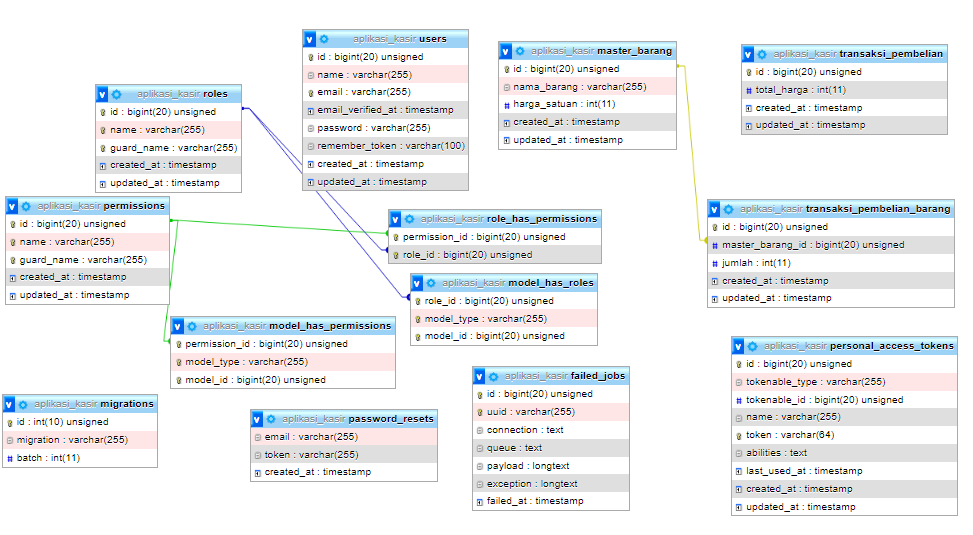 aplikasi_kasir users
id : bigint(20) unsigned
name : varchar(255)
email : varchar(255)
email_verified_at : timestamp
password : varchar(255)
remember_token : varchar(100)
created_at : timestamp
updated_at : timestamp
aplikasi_kasir master_barang
id : bigint(20) unsigned
nama_barang : varchar(255)
harga_satuan : int(11)
created_at : timestamp
updated_at : timestamp
aplikasi_kasir transaksi_pembelian
id : bigint(20) unsigned
total_harga : int(11)
created_at : timestamp
updated_at : timestamp
aplikasi_kasir roles
id : bigint(20) unsigned
name : varchar(255)
guard_name : varchar(255)
created_at : timestamp
updated_at : timestamp
aplikasi_kasir permissions
id : bigint(20) unsigned
name : varchar(255)
guard_name : varchar(255)
created_at : timestamp
updated_at : timestamp
aplikasi_kasir role_has_permissions
permission_id : bigint(20) unsigned
role_id : bigint(20) unsigned
aplikasi_kasir transaksi_pembelian_barang
id : bigint(20) unsigned
master_barang_id : bigint(20) unsigned
jumlah : int(11)
created_at : timestamp
updated_at : timestamp
aplikasi_kasir model_has_roles
role_id : bigint(20) unsigned
model_type : varchar(255)
model_id : bigint(20) unsigned
aplikasi_kasir model_has_permissions
permission_id : bigint(20) unsigned
model_type : varchar(255)
model_id : bigint(20) unsigned
aplikasi_kasir personal_access_tokens
id : bigint(20) unsigned
tokenable_type : varchar(255)
tokenable_id : bigint(20) unsigned
name : varchar(255)
token : varchar(64)
abilities : text
last_used_at : timestamp
created_at : timestamp
updated_at : timestamp
aplikasi_kasir failed_jobs
id : bigint(20) unsigned
uuid : varchar(255)
connection : text
queue : text
payload : longtext
exception : longtext
failed_at : timestamp
aplikasi_kasir migrations
id : int(10) unsigned
migration : varchar(255)
batch : int(11)
aplikasi_kasir password_resets
email : varchar(255)
token : varchar(255)
created_at : timestamp